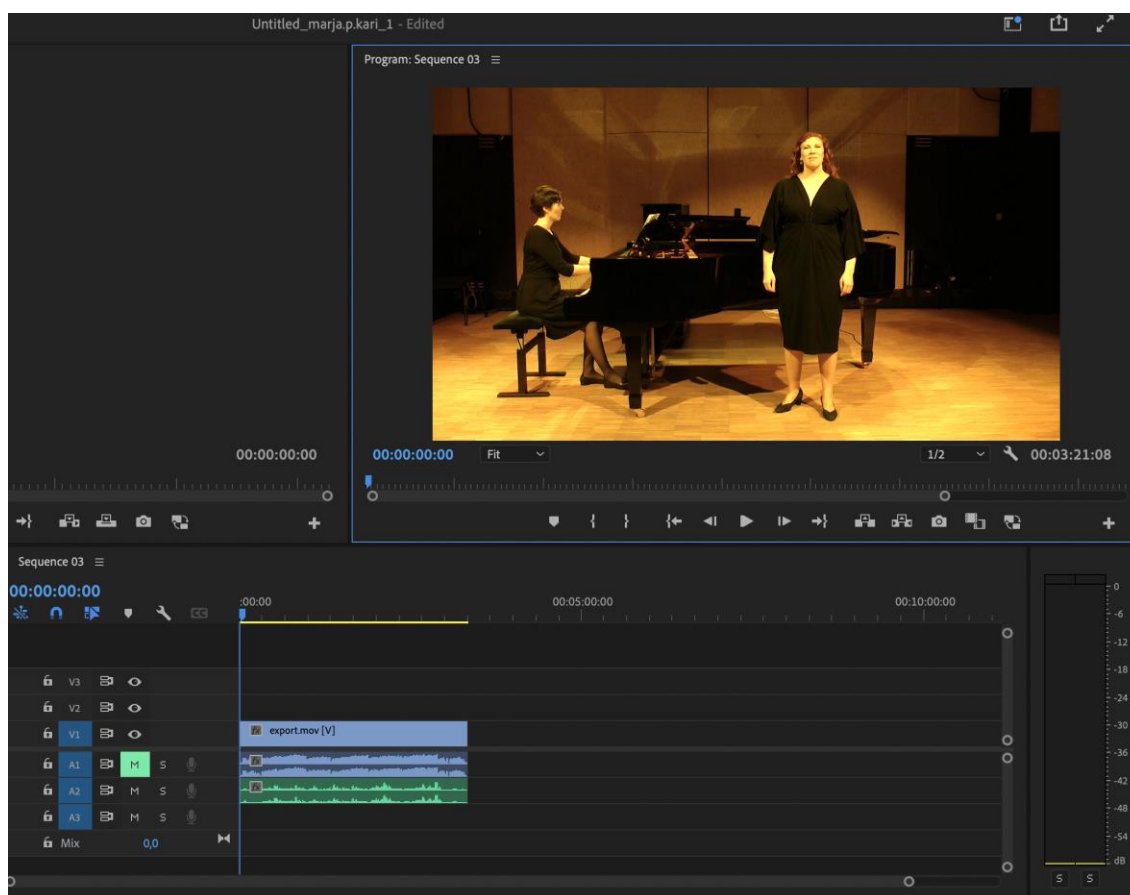 Untitled_marja.p.kari_1 - Edited
Program: Sequence 03
00:00:00:00
00:00:00:00 Fit 1/2 00:03:21:08
Sequence 03
00:00:00:00
:00:00 00:05:00:00 00:10:00:00
V3
V2
V1 fx export.mov [V]
A1 M S fx
A2 M S fx
A3 M S
Mix 0,0
0
-6
-12
-18
-24
-30
-36
-42
-48
-54
dB
S S